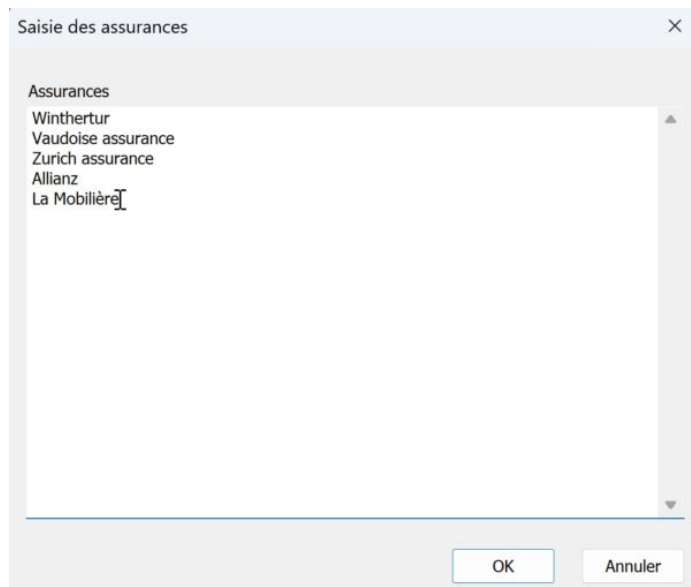 Saisie des assurances
Assurances
Winthertur
Vaudoise assurance
Zurich assurance
Allianz
La Mobilière
OK
Annuler